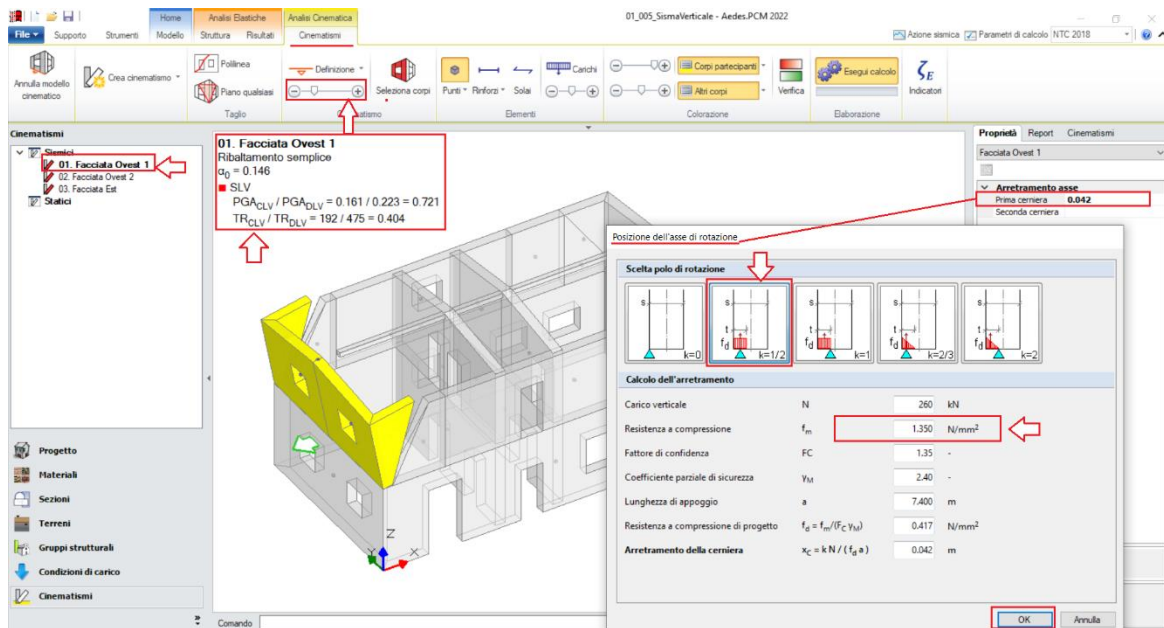 Home
Analisi Elastiche
Analisi Cinematica
01_005_SismaVerticale - Aedes.PCM 2022
File
Supporto
Strumenti
Modello
Struttura
Risultati
Cinematismi
Azione sismica
Parametri di calcolo
NTC 2018
Annulla modello
cinematico
Crea cinematismo
Polilinea
Piano qualsiasi
Taglio
Definizione
Seleziona corpi
Punti
Rinforzi
Solai
Carichi
Elementi
Corpi partecipanti
Altri corpi
Verifica
Colorazione
Esegui calcolo
Elaborazione
ζE
Indicatori
Cinematismi
Sismici
01. Facciata Ovest 1
02. Facciata Ovest 2
03. Facciata Est
Statici
01. Facciata Ovest 1
Ribaltamento semplice
α0 = 0.146
SLV
PGACLV / PGADLV = 0.161 / 0.223 = 0.721
TRCLV / TRDLV = 192 / 475 = 0.404
Proprietà
Report
Cinematismi
Facciata Ovest 1
Arretramento asse
Prima cerniera 0.042
Seconda cerniera
Posizione dell'asse di rotazione
Scelta polo di rotazione
s
k=0
s
t
fd
k=1/2
s
t
fd
k=1
s
t
fd
k=2/3
s
t
fd
k=2
Calcolo dell'arretramento
Carico verticale N 260 kN
Resistenza a compressione fm 1.350 N/mm²
Fattore di confidenza FC 1.35 -
Coefficiente parziale di sicurezza γM 2.40 -
Lunghezza di appoggio a 7.400 m
Resistenza a compressione di progetto fd = fm/(FC γM) 0.417 N/mm²
Arretramento della cerniera xC = k N / ( fd a ) 0.042 m
OK
Annulla
Progetto
Materiali
Sezioni
Terreni
Gruppi strutturali
Condizioni di carico
Cinematismi
Z
Y
X
Comando